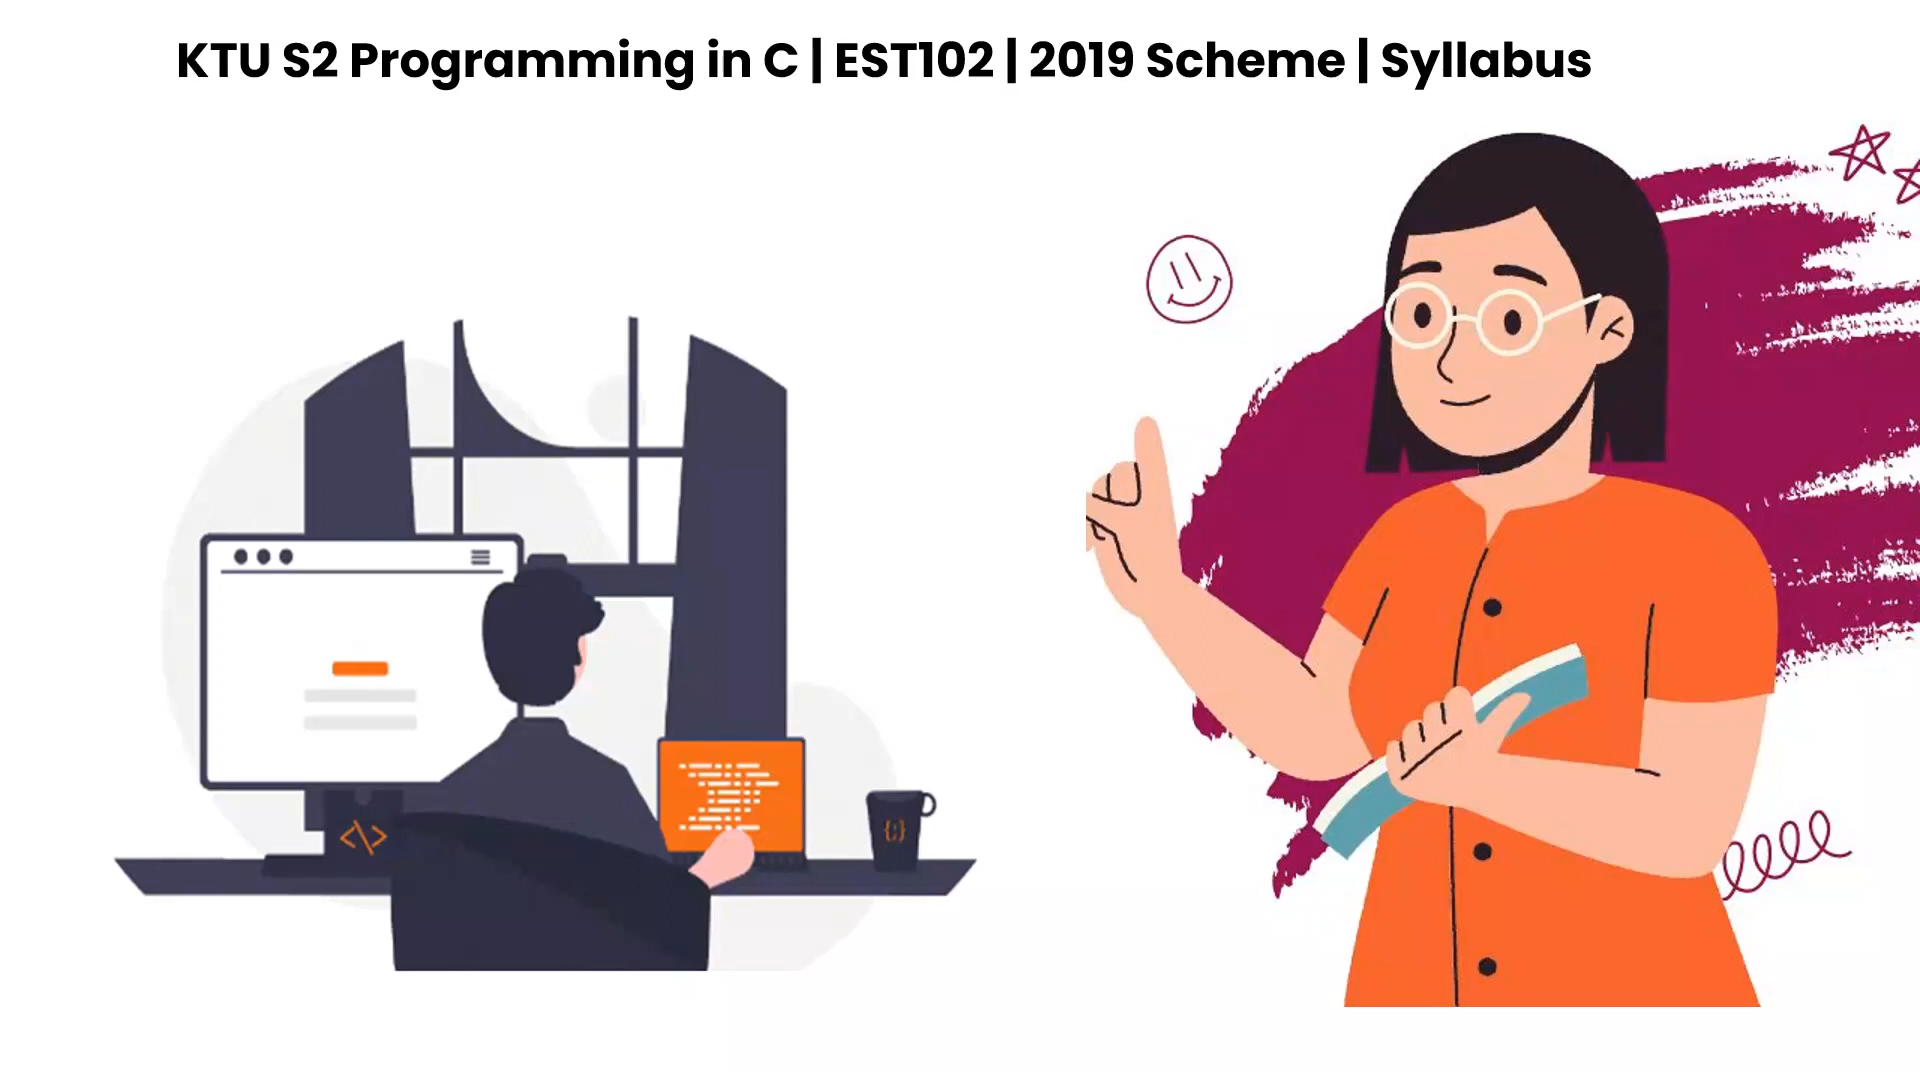 KTU S2 Programming in C | EST102 | 2019 Scheme | Syllabus
</>
{;}